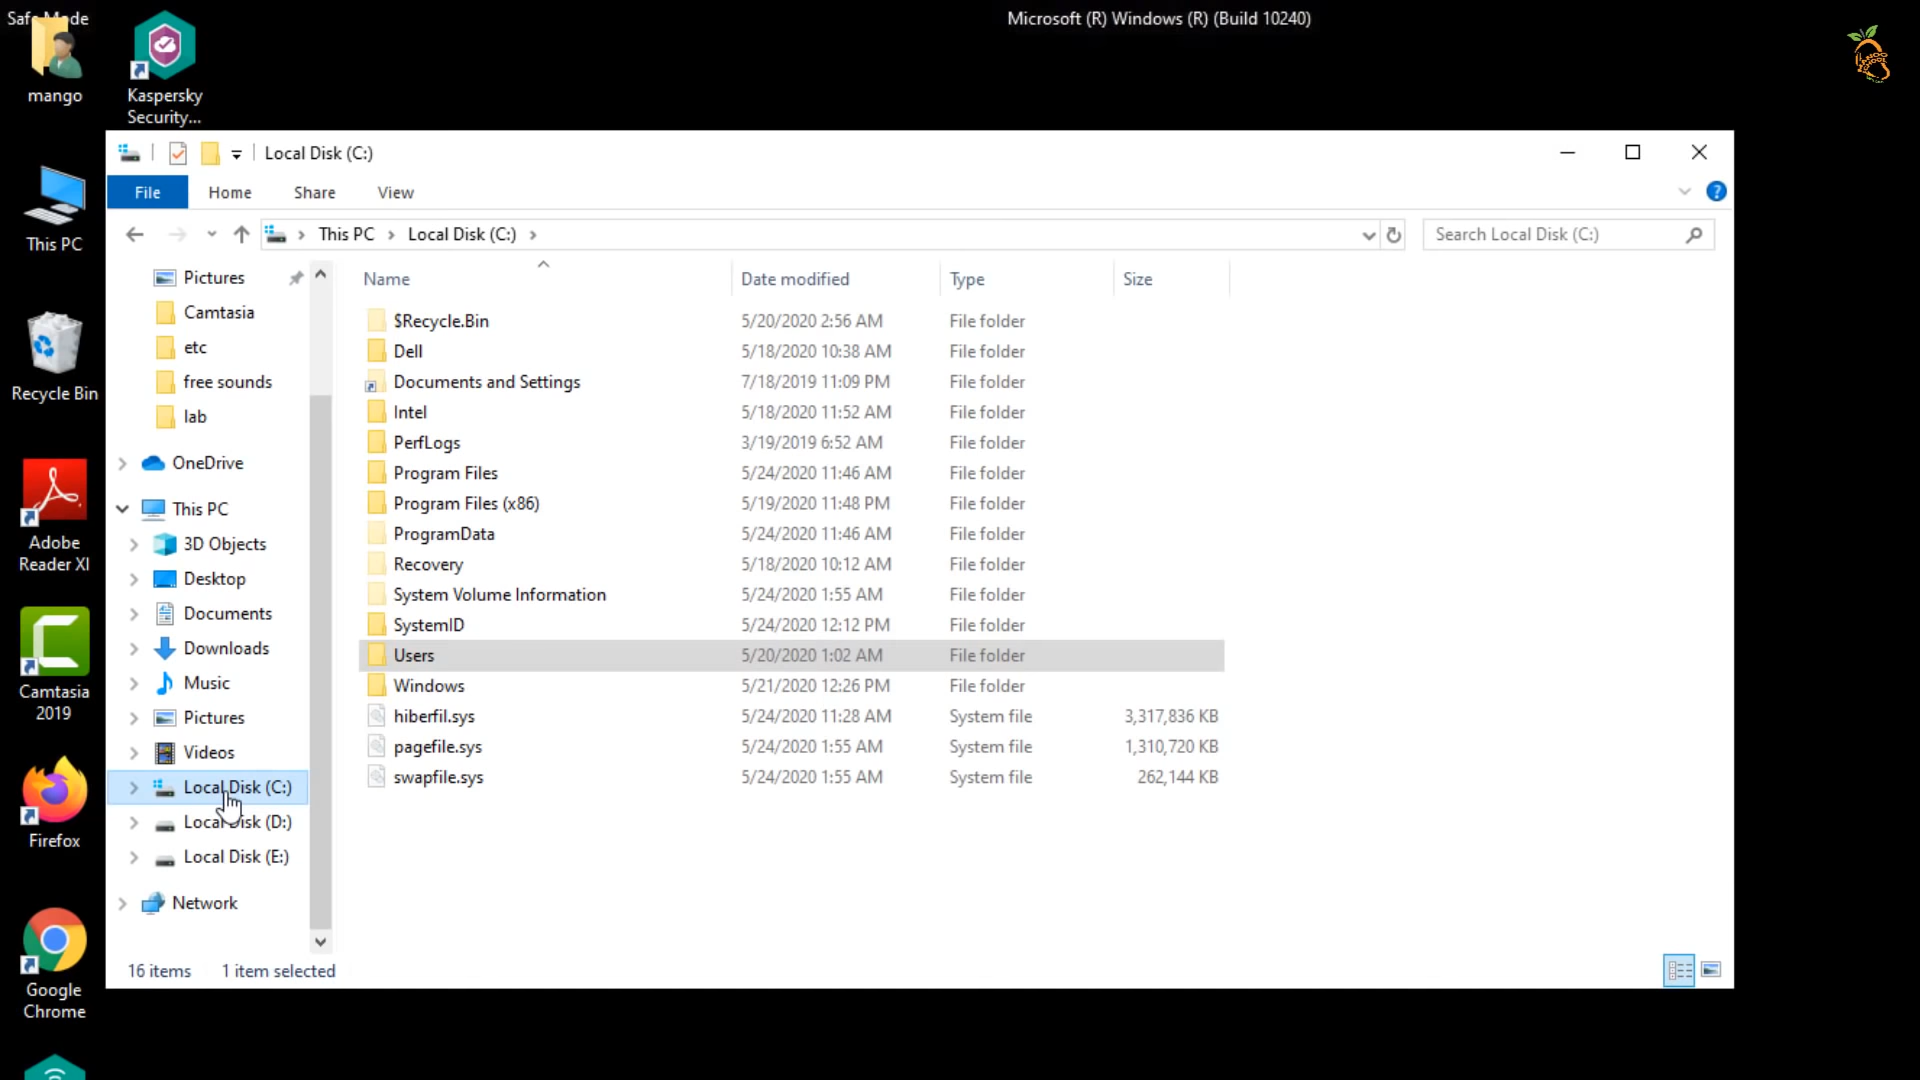 Safe Mode
Microsoft (R) Windows (R) (Build 10240)
mango
Kaspersky
Security...
This PC
Recycle Bin
Adobe
Reader XI
Camtasia
2019
Firefox
Google
Chrome
Local Disk (C:)
File Home Share View
This PC Local Disk (C:)
Search Local Disk (C:)
Pictures
Camtasia
etc
free sounds
lab
OneDrive
This PC
3D Objects
Desktop
Documents
Downloads
Music
Pictures
Videos
Local Disk (C:)
Local Disk (D:)
Local Disk (E:)
Network
Name Date modified Type Size
$Recycle.Bin 5/20/2020 2:56 AM File folder
Dell 5/18/2020 10:38 AM File folder
Documents and Settings 7/18/2019 11:09 PM File folder
Intel 5/18/2020 11:52 AM File folder
PerfLogs 3/19/2019 6:52 AM File folder
Program Files 5/24/2020 11:46 AM File folder
Program Files (x86) 5/19/2020 11:48 PM File folder
ProgramData 5/24/2020 11:46 AM File folder
Recovery 5/18/2020 10:12 AM File folder
System Volume Information 5/24/2020 1:55 AM File folder
SystemID 5/24/2020 12:12 PM File folder
Users 5/20/2020 1:02 AM File folder
Windows 5/21/2020 12:26 PM File folder
hiberfil.sys 5/24/2020 11:28 AM System file 3,317,836 KB
pagefile.sys 5/24/2020 1:55 AM System file 1,310,720 KB
swapfile.sys 5/24/2020 1:55 AM System file 262,144 KB
16 items 1 item selected